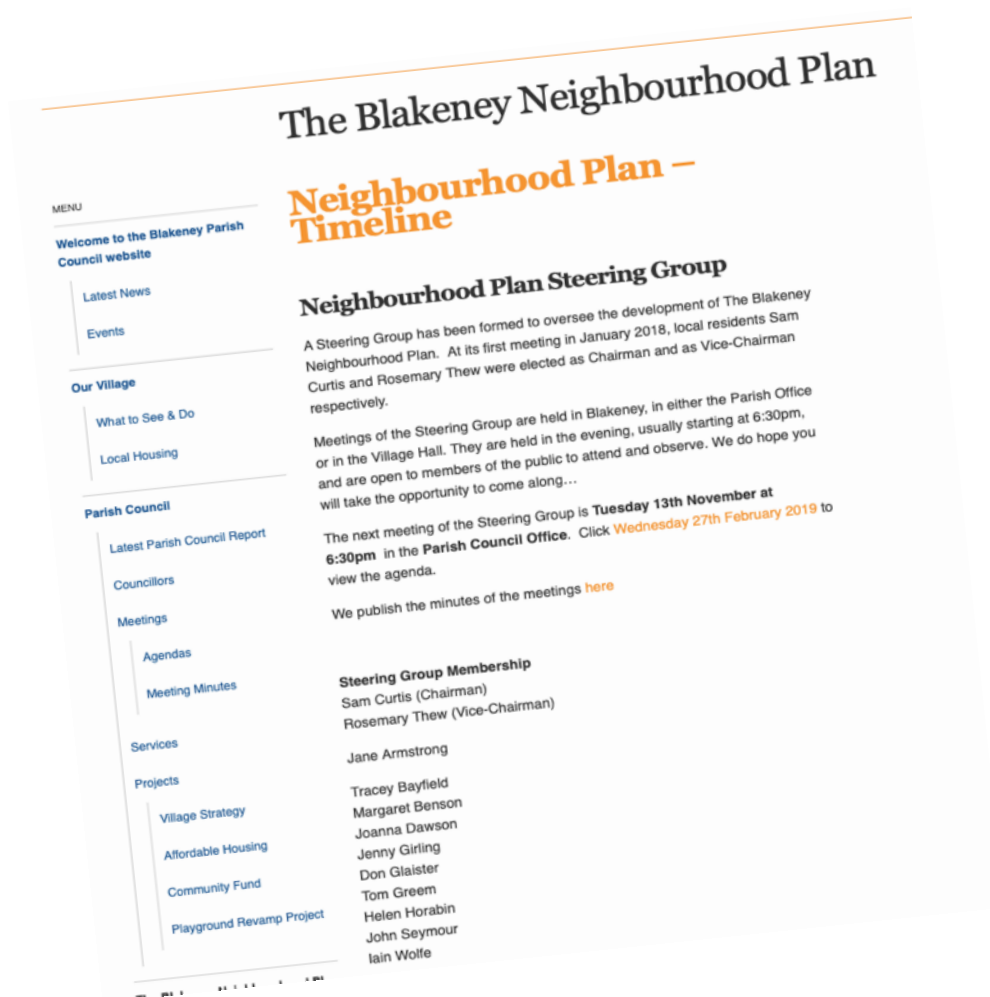 The Blakeney Neighbourhood Plan
MENU
Welcome to the Blakeney Parish
Council website
Latest News
Events
Our Village
What to See & Do
Local Housing
Parish Council
Latest Parish Council Report
Councillors
Meetings
Agendas
Meeting Minutes
Services
Projects
Village Strategy
Affordable Housing
Community Fund
Playground Revamp Project
Neighbourhood Plan –
Timeline
Neighbourhood Plan Steering Group
A Steering Group has been formed to oversee the development of The Blakeney
Neighbourhood Plan.  At its first meeting in January 2018, local residents Sam
Curtis and Rosemary Thew were elected as Chairman and as Vice-Chairman
respectively.
Meetings of the Steering Group are held in Blakeney, in either the Parish Office
or in the Village Hall. They are held in the evening, usually starting at 6:30pm,
and are open to members of the public to attend and observe. We do hope you
will take the opportunity to come along…
The next meeting of the Steering Group is Tuesday 13th November at
6:30pm  in the Parish Council Office.  Click Wednesday 27th February 2019 to
view the agenda.
We publish the minutes of the meetings here
Steering Group Membership
Sam Curtis (Chairman)
Rosemary Thew (Vice-Chairman)
Jane Armstrong
Tracey Bayfield
Margaret Benson
Joanna Dawson
Jenny Girling
Don Glaister
Tom Greem
Helen Horabin
John Seymour
Iain Wolfe